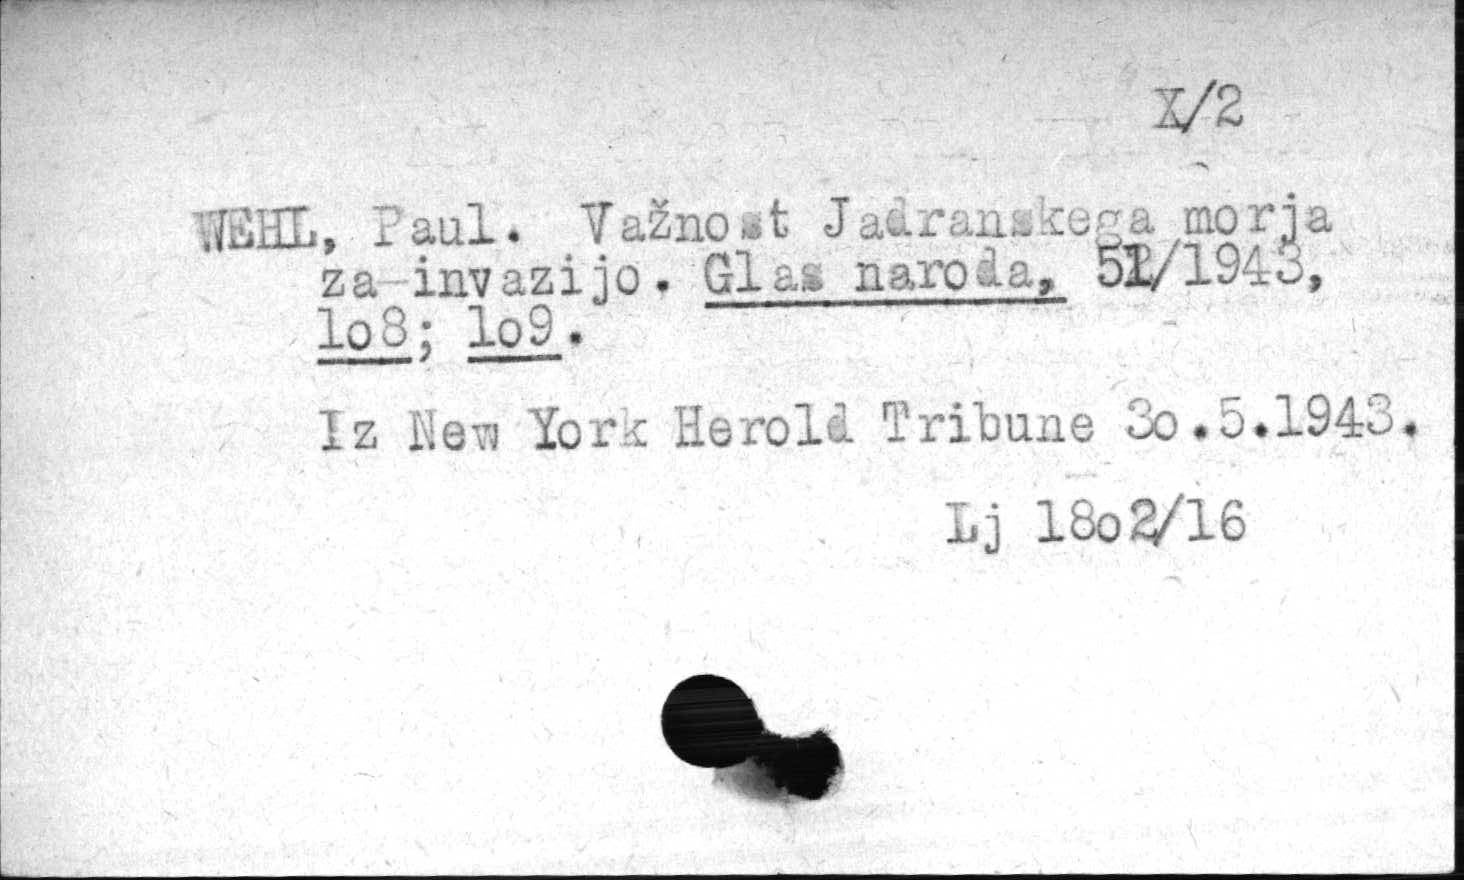 X/2
WEHL, Paul. Važnost Jadranskega morja
za invazijo. Glas naroda, 51/1943,
lo8; lo9.
Iz New York Herold Tribune 3o.5.1943.
Lj 18o2/16